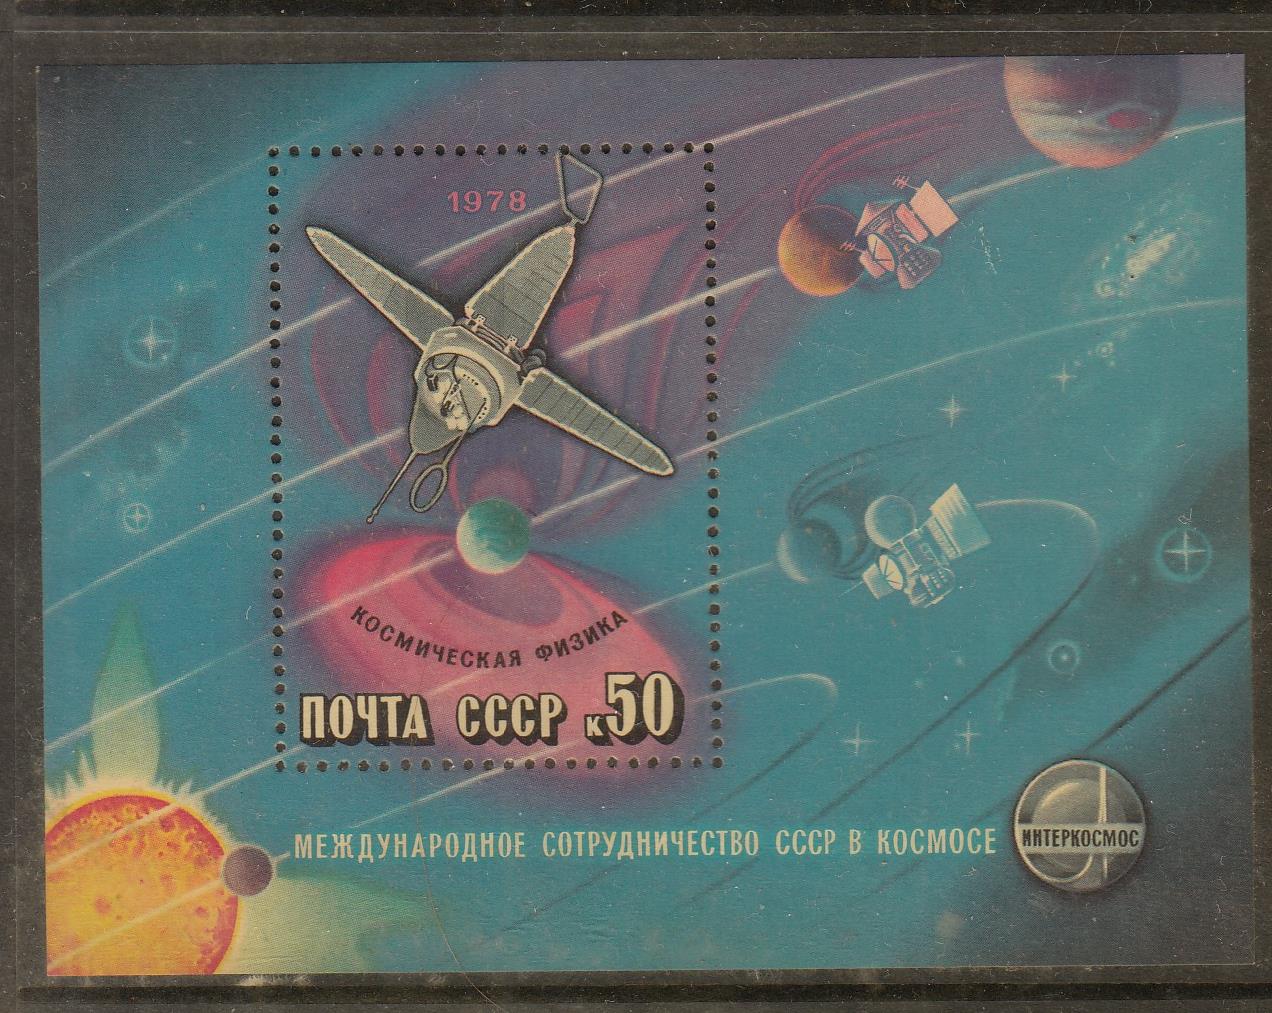 1978
КОСМИЧЕСКАЯ ФИЗИКА
ПОЧТА СССР к50
МЕЖДУНАРОДНОЕ СОТРУДНИЧЕСТВО СССР В КОСМОСЕ
ИНТЕРКОСМОС